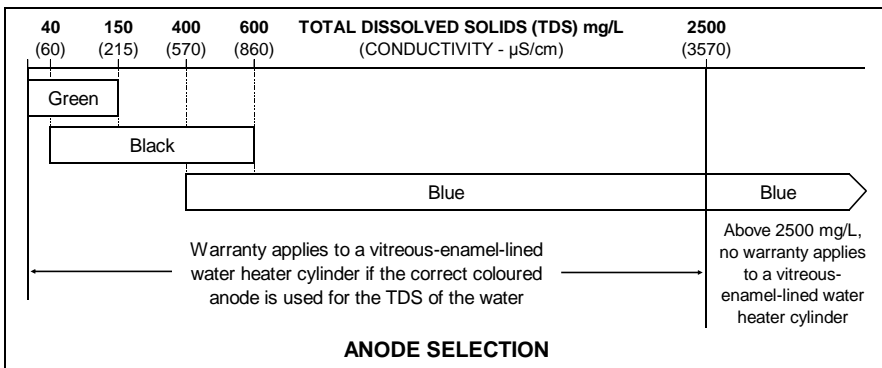 40 150 400 600 TOTAL DISSOLVED SOLIDS (TDS) mg/L 2500
(60) (215) (570) (860) (CONDUCTIVITY - µS/cm) (3570)
Green
Black
Blue Blue
Warranty applies to a vitreous-enamel-lined
water heater cylinder if the correct coloured
anode is used for the TDS of the water
Above 2500 mg/L,
no warranty applies
to a vitreous-
enamel-lined water
heater cylinder
ANODE SELECTION